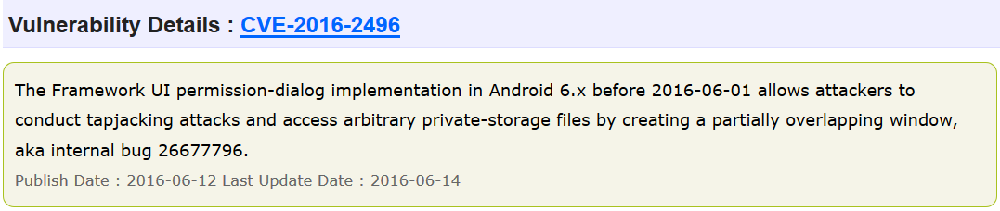 Vulnerability Details : CVE-2016-2496
The Framework UI permission-dialog implementation in Android 6.x before 2016-06-01 allows attackers to
conduct tapjacking attacks and access arbitrary private-storage files by creating a partially overlapping window,
aka internal bug 26677796.
Publish Date : 2016-06-12 Last Update Date : 2016-06-14